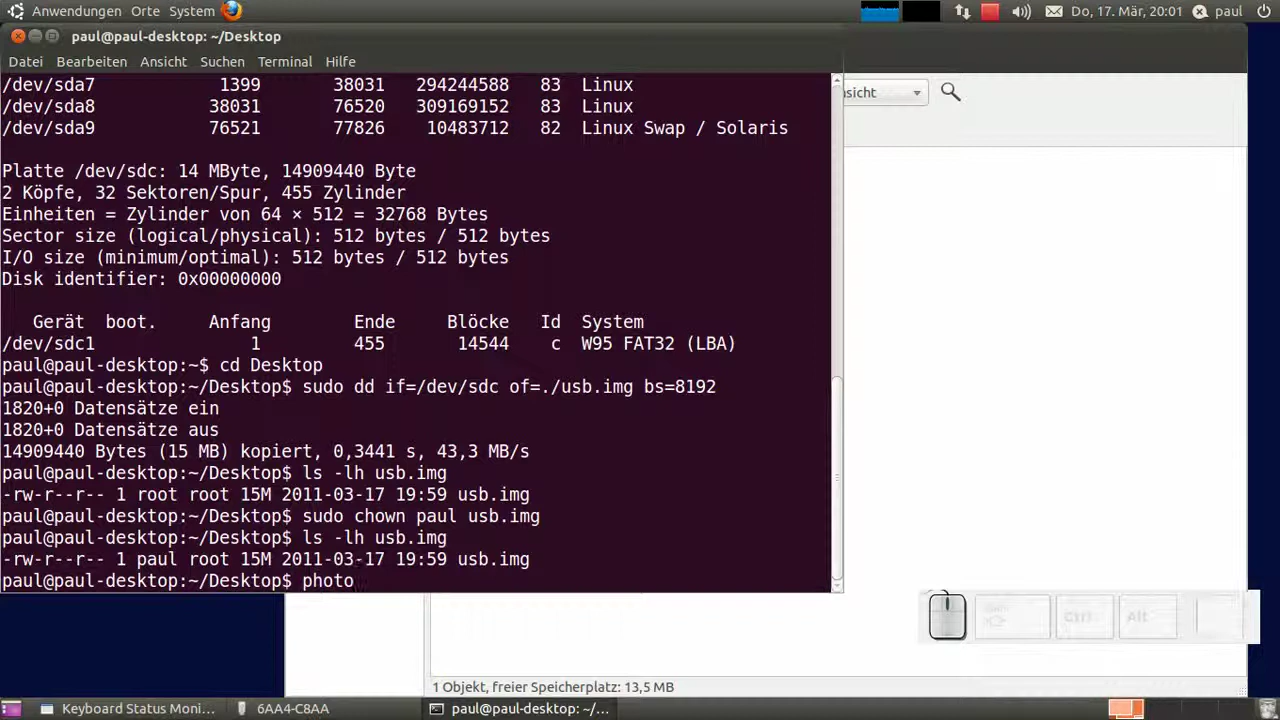 Anwendungen Orte System
Do, 17. Mär, 20:01 paul
paul@paul-desktop: ~/Desktop
Datei Bearbeiten Ansicht Suchen Terminal Hilfe
/dev/sda7 1399 38031 294244588 83 Linux
sicht
/dev/sda8 38031 76520 309169152 83 Linux
/dev/sda9 76521 77826 10483712 82 Linux Swap / Solaris
Platte /dev/sdc: 14 MByte, 14909440 Byte
2 Köpfe, 32 Sektoren/Spur, 455 Zylinder
Einheiten = Zylinder von 64 × 512 = 32768 Bytes
Sector size (logical/physical): 512 bytes / 512 bytes
I/O size (minimum/optimal): 512 bytes / 512 bytes
Disk identifier: 0x00000000
Gerät boot. Anfang Ende Blöcke Id System
/dev/sdc1 1 455 14544 c W95 FAT32 (LBA)
paul@paul-desktop:~$ cd Desktop
paul@paul-desktop:~/Desktop$ sudo dd if=/dev/sdc of=./usb.img bs=8192
1820+0 Datensätze ein
1820+0 Datensätze aus
14909440 Bytes (15 MB) kopiert, 0,3441 s, 43,3 MB/s
paul@paul-desktop:~/Desktop$ ls -lh usb.img
-rw-r--r-- 1 root root 15M 2011-03-17 19:59 usb.img
paul@paul-desktop:~/Desktop$ sudo chown paul usb.img
paul@paul-desktop:~/Desktop$ ls -lh usb.img
-rw-r--r-- 1 paul root 15M 2011-03-17 19:59 usb.img
paul@paul-desktop:~/Desktop$ photo
Ctrl Alt
1 Objekt, freier Speicherplatz: 13,5 MB
Keyboard Status Moni... 6AA4-C8AA paul@paul-desktop: ~/...